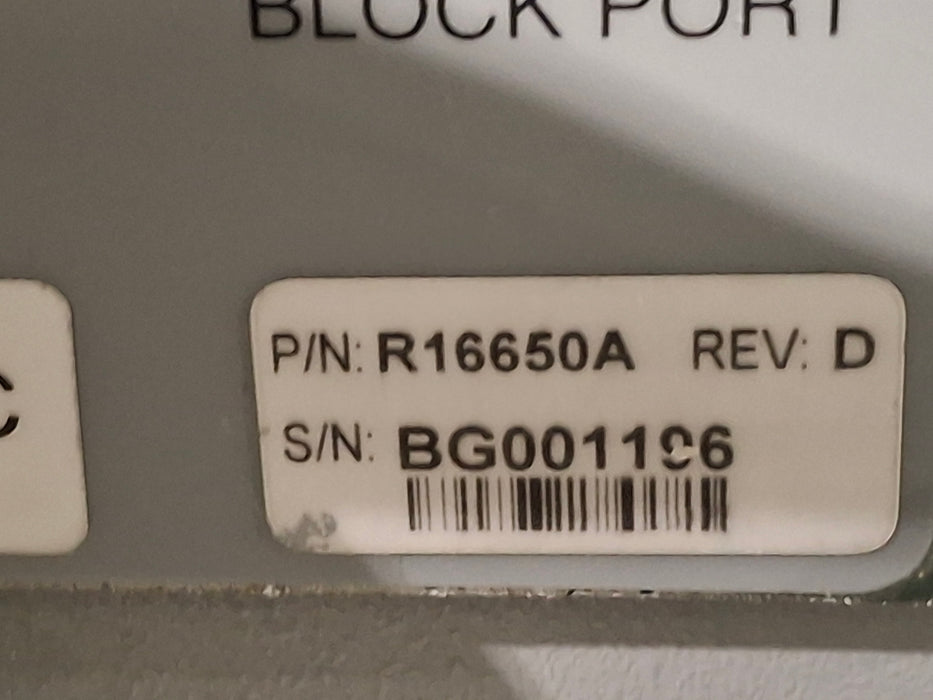 BLOCK PORT
C
P/N: R16650A REV: D
S/N: BG001196